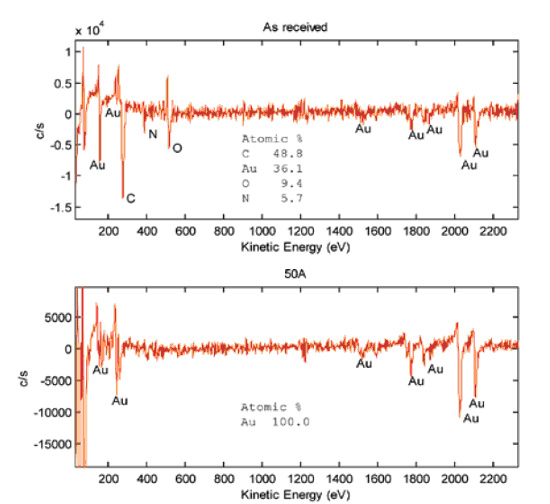 As received
x 10^4
1
0.5
0
-0.5
-1
-1.5
c/s
Au
Au
C
N
O
Au
Au
Au
Au
Au
Atomic %
C 48.8
Au 36.1
O 9.4
N 5.7
200 400 600 800 1000 1200 1400 1600 1800 2000 2200
Kinetic Energy (eV)
50A
5000
0
-5000
-10000
-15000
c/s
Au
Au
Au
Au
Au
Au
Au
Atomic %
Au 100.0
200 400 600 800 1000 1200 1400 1600 1800 2000 2200
Kinetic Energy (eV)